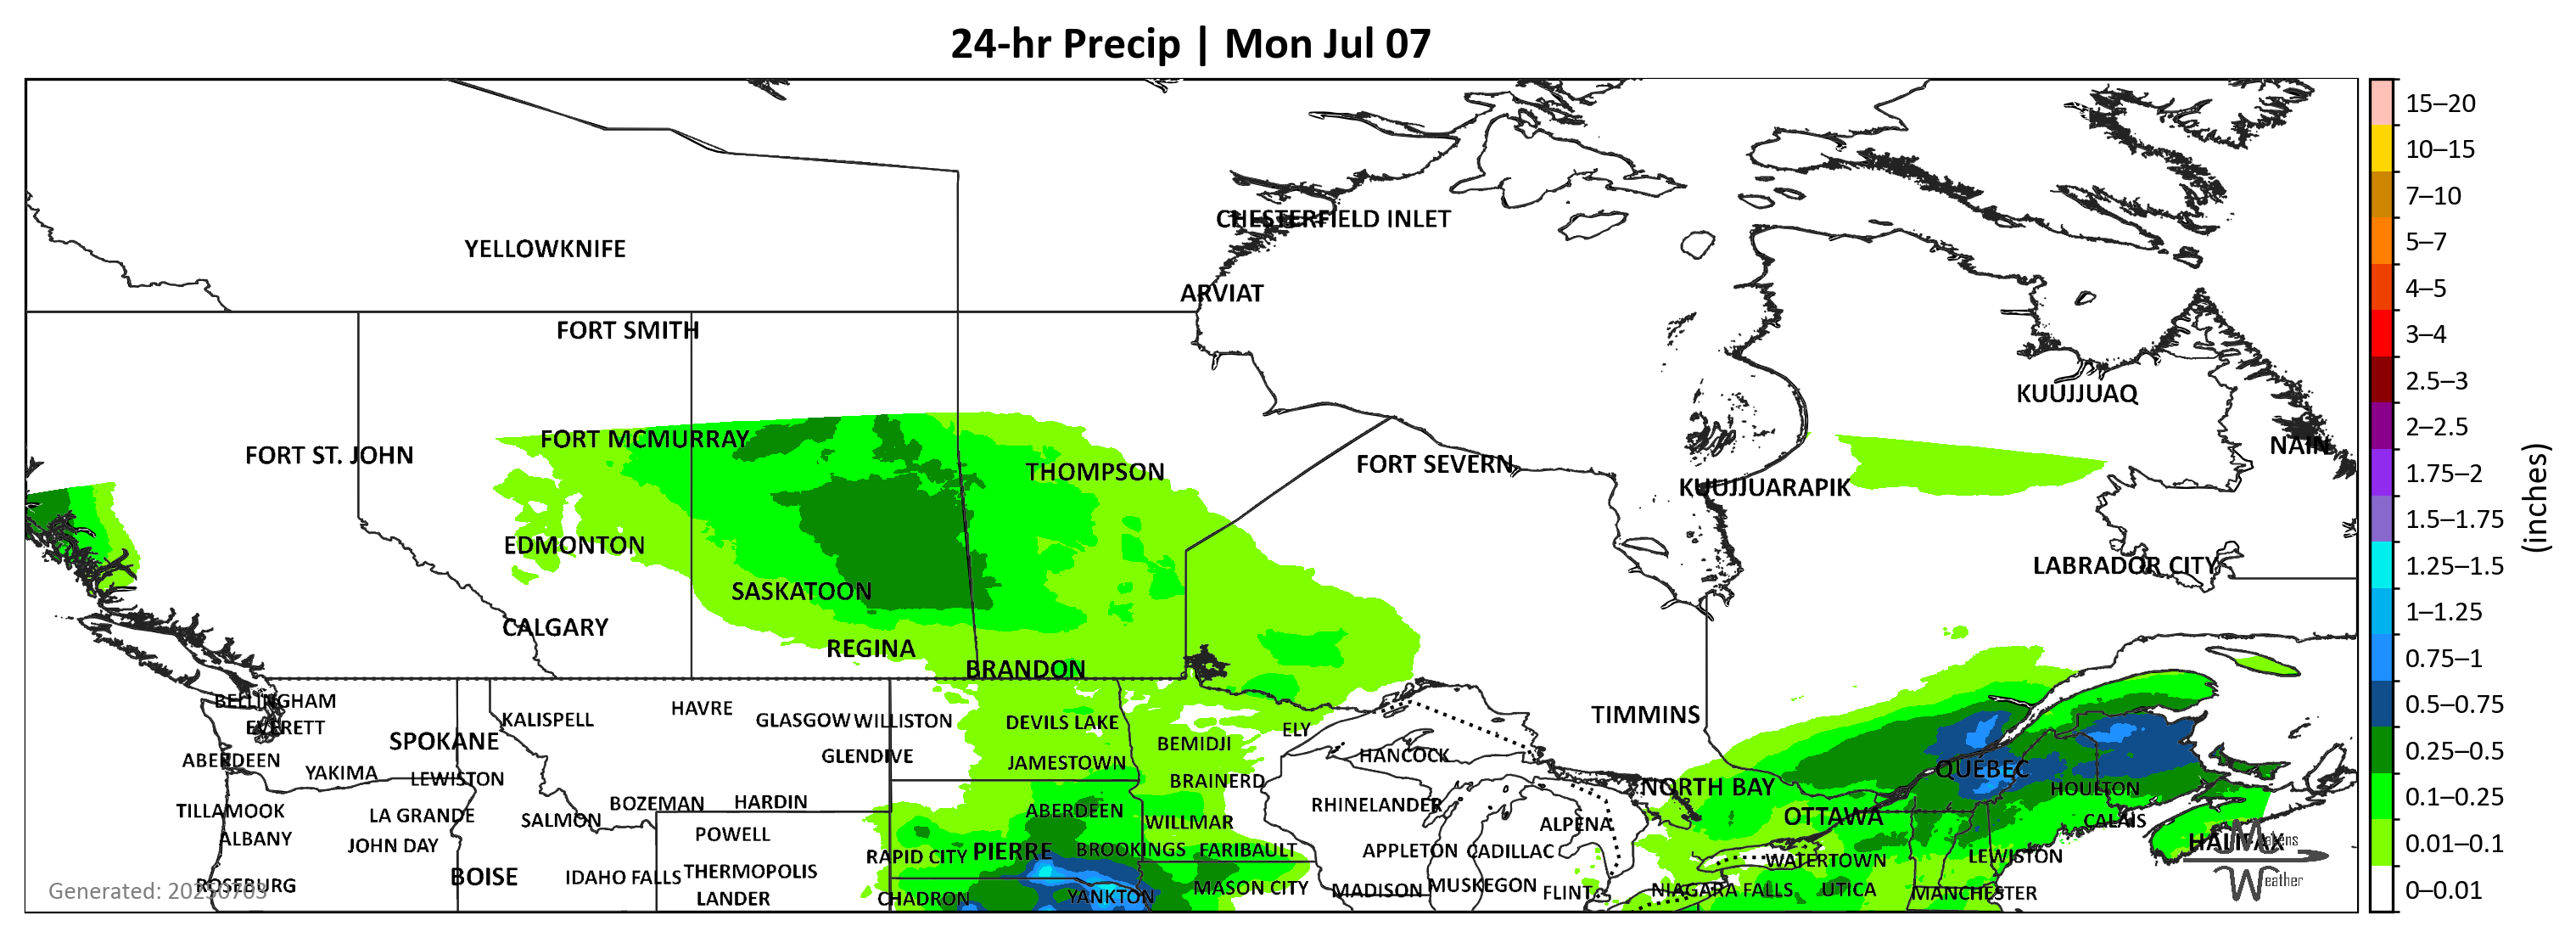 24-hr Precip | Mon Jul 07
15–20
10–15
7–10
5–7
4–5
3–4
2.5–3
2–2.5
1.75–2
1.5–1.75
1.25–1.5
1–1.25
0.75–1
0.5–0.75
0.25–0.5
0.1–0.25
0.01–0.1
0–0.01
(inches)
CHESTERFIELD INLET
YELLOWKNIFE
ARVIAT
FORT SMITH
KUUJJUAQ
FORT MCMURRAY
NAIN
FORT ST. JOHN
FORT SEVERN
THOMPSON
KUUJJUARAPIK
EDMONTON
LABRADOR CITY
SASKATOON
CALGARY
REGINA
BRANDON
BELLINGHAM
HAVRE
KALISPELL
GLASGOW
WILLISTON
DEVILS LAKE
TIMMINS
EVERETT
ELY
SPOKANE
BEMIDJI
ABERDEEN
GLENDIVE
JAMESTOWN
HANCOCK
QUÉBEC
YAKIMA
LEWISTON
BRAINERD
NORTH BAY
HOULTON
TILLAMOOK
LA GRANDE
SALMON
BOZEMAN
HARDIN
ABERDEEN
WILLMAR
RHINELANDER
ALPENA
OTTAWA
CALAIS
ALBANY
JOHN DAY
POWELL
RAPID CITY
PIERRE
BROOKINGS
FARIBAULT
APPLETON
CADILLAC
WATERTOWN
LEWISTON
HALIFAX
ROSEBURG
BOISE
IDAHO FALLS
THERMOPOLIS
LANDER
CHADRON
YANKTON
MASON CITY
MADISON
MUSKEGON
FLINT
NIAGARA FALLS
UTICA
MANCHESTER
Generated: 20250703
Weather